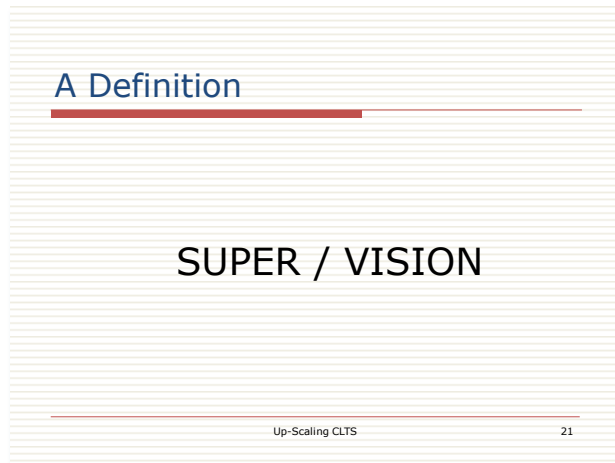 A Definition
SUPER / VISION
Up-Scaling CLTS 21